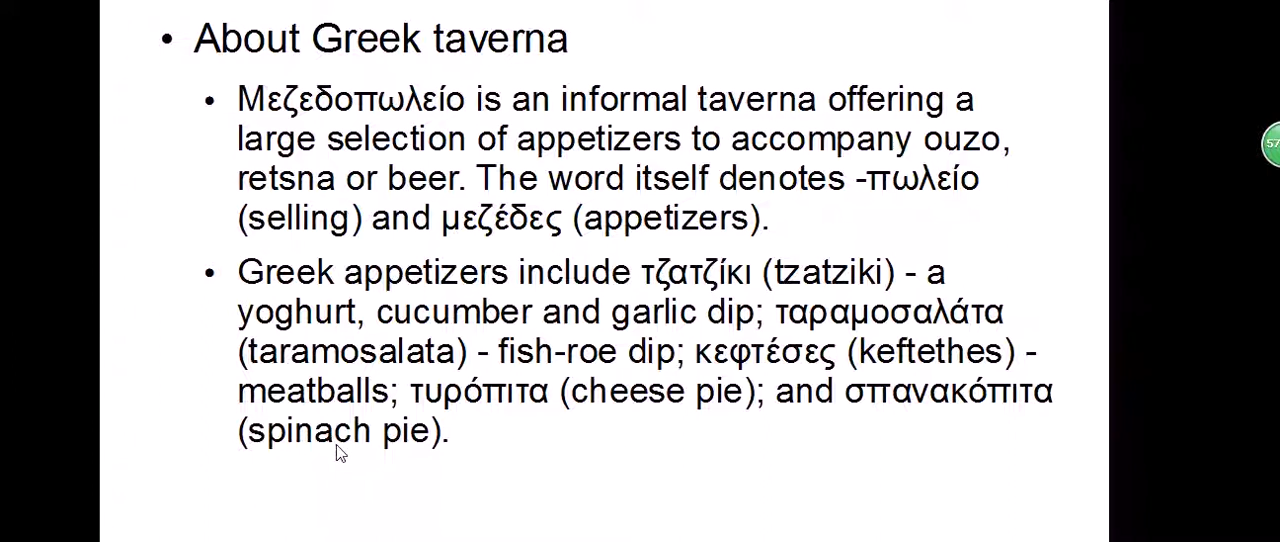 • About Greek taverna
• Μεζεδοπωλείο is an informal taverna offering a
large selection of appetizers to accompany ouzo,
retsna or beer. The word itself denotes -πωλείο
(selling) and μεζέδες (appetizers).
• Greek appetizers include τζατζίκι (tzatziki) - a
yoghurt, cucumber and garlic dip; ταραμοσαλάτα
(taramosalata) - fish-roe dip; κεφτέσες (keftethes) -
meatballs; τυρόπιτα (cheese pie); and σπανακόπιτα
(spinach pie).
57